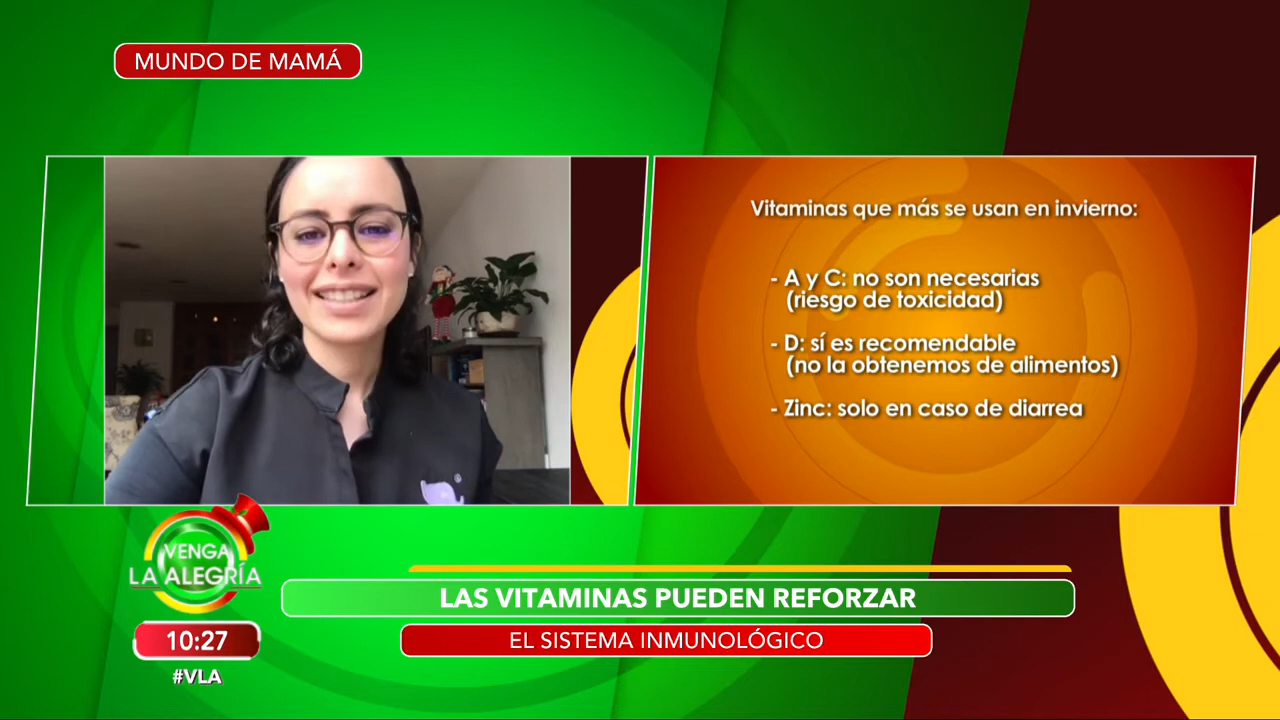 MUNDO DE MAMÁ
Vitaminas que más se usan en invierno:
- A y C: no son necesarias
(riesgo de toxicidad)
- D: sí es recomendable
(no la obtenemos de alimentos)
- Zinc: solo en caso de diarrea
VENGA
LA ALEGRÍA
LAS VITAMINAS PUEDEN REFORZAR
EL SISTEMA INMUNOLÓGICO
10:27
#VLA